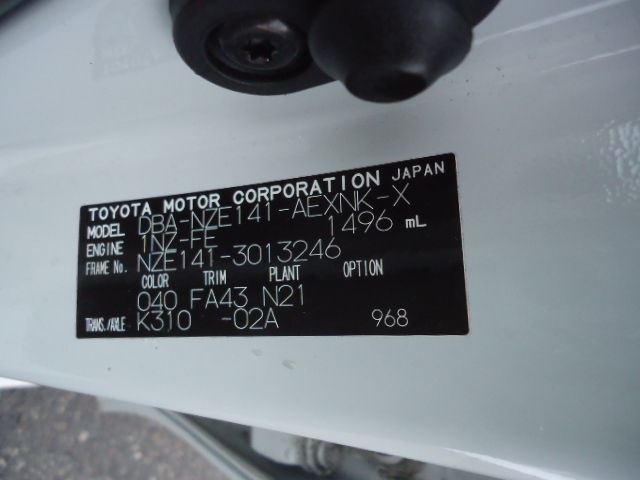 TOYOTA MOTOR CORPORATION JAPAN
MODEL DBA-NZE141-AEXNK-X
ENGINE 1NZ-FE 1496 mL
FRAME No. NZE141-3013246
COLOR TRIM PLANT OPTION
040 FA43 N21
TRANS./AXLE K310 -02A 968